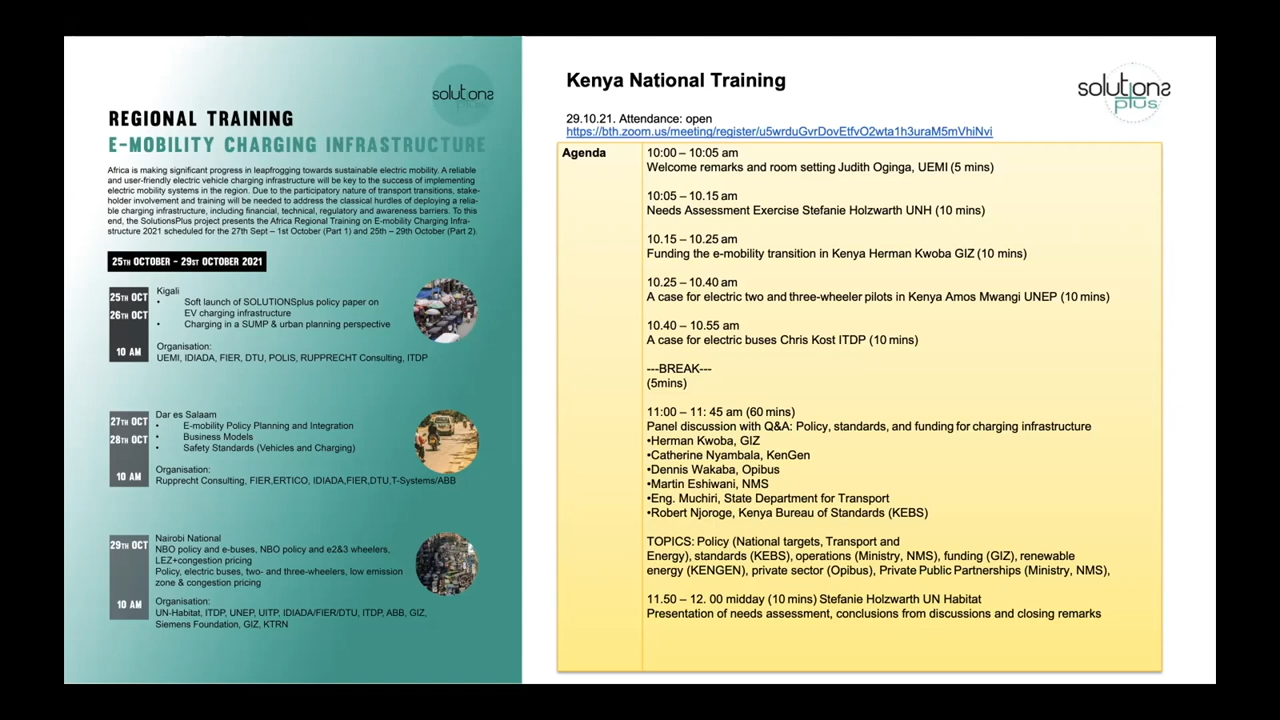 solutions
plus
REGIONAL TRAINING
E-MOBILITY CHARGING INFRASTRUCTURE
Africa is making significant progress in leapfrogging towards sustainable electric mobility. A reliable
and user-friendly electric vehicle charging infrastructure will be key to the success of implementing
electric mobility systems in the region. Due to the participatory nature of transport transitions, stake-
holder involvement and training will be needed to address the classical hurdles of deploying a relia-
ble charging infrastructure, including financial, technical, regulatory and awareness barriers. To this
end, the SolutionsPlus project presents the Africa Regional Training on E-mobility Charging Infra-
structure 2021 scheduled for the 27th Sept – 1st October (Part 1) and 25th – 29th October (Part 2).
25TH OCTOBER - 29ST OCTOBER 2021
25TH OCT
26TH OCT
10 AM
Kigali
• Soft launch of SOLUTIONSplus policy paper on
EV charging infrastructure
• Charging in a SUMP & urban planning perspective
Organisation:
UEMI, IDIADA, FIER, DTU, POLIS, RUPPRECHT Consulting, ITDP
27TH OCT
28TH OCT
10 AM
Dar es Salaam
• E-mobility Policy Planning and Integration
• Business Models
• Safety Standards (Vehicles and Charging)
Organisation:
Rupprecht Consulting, FIER,ERTICO, IDIADA,FIER,DTU,T-Systems/ABB
29TH OCT
10 AM
Nairobi National
NBO policy and e-buses, NBO policy and e2&3 wheelers,
LEZ+congestion pricing
Policy, electric buses, two- and three-wheelers, low emission
zone & congestion pricing
Organisation:
UN-Habitat, ITDP, UNEP, UITP, IDIADA/FIER/DTU, ITDP, ABB, GIZ,
Siemens Foundation, GIZ, KTRN
Kenya National Training
solutions
plus
29.10.21. Attendance: open
https://bth.zoom.us/meeting/register/u5wrduGvrDovEtfvO2wta1h3uraM5mVhiNvi
Agenda
10:00 – 10:05 am
Welcome remarks and room setting Judith Oginga, UEMI (5 mins)
10:05 – 10.15 am
Needs Assessment Exercise Stefanie Holzwarth UNH (10 mins)
10.15 – 10.25 am
Funding the e-mobility transition in Kenya Herman Kwoba GIZ (10 mins)
10.25 – 10.40 am
A case for electric two and three-wheeler pilots in Kenya Amos Mwangi UNEP (10 mins)
10.40 – 10.55 am
A case for electric buses Chris Kost ITDP (10 mins)
---BREAK---
(5mins)
11:00 – 11: 45 am (60 mins)
Panel discussion with Q&A: Policy, standards, and funding for charging infrastructure
•Herman Kwoba, GIZ
•Catherine Nyambala, KenGen
•Dennis Wakaba, Opibus
•Martin Eshiwani, NMS
•Eng. Muchiri, State Department for Transport
•Robert Njoroge, Kenya Bureau of Standards (KEBS)
TOPICS: Policy (National targets, Transport and
Energy), standards (KEBS), operations (Ministry, NMS), funding (GIZ), renewable
energy (KENGEN), private sector (Opibus), Private Public Partnerships (Ministry, NMS),
11.50 – 12. 00 midday (10 mins) Stefanie Holzwarth UN Habitat
Presentation of needs assessment, conclusions from discussions and closing remarks